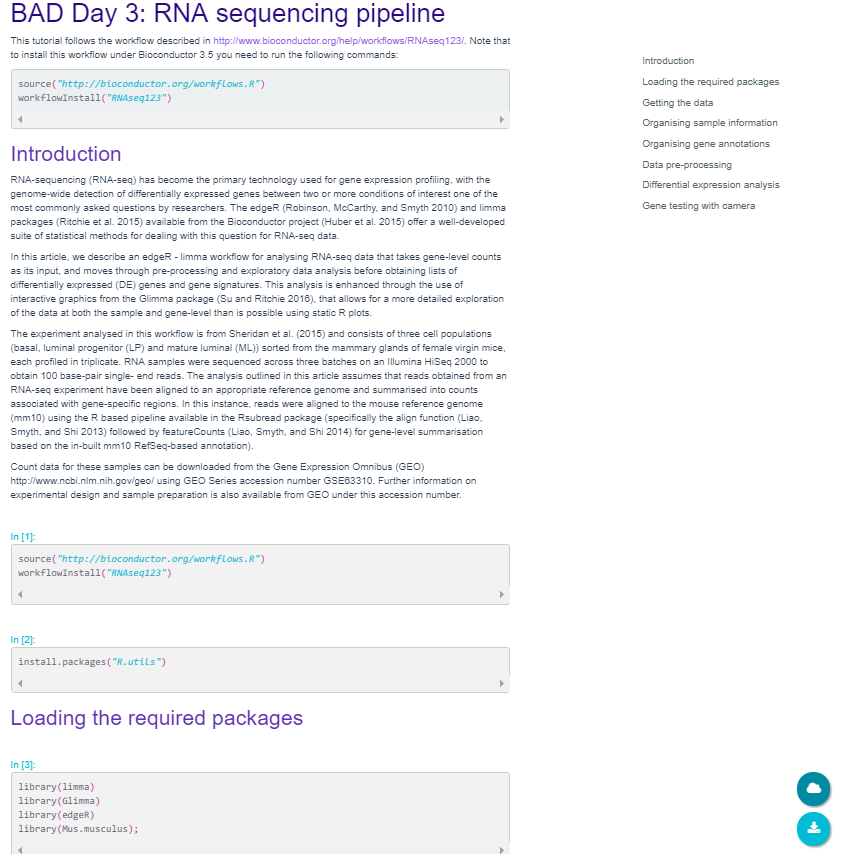 BAD Day 3: RNA sequencing pipeline
This tutorial follows the workflow described in http://www.bioconductor.org/help/workflows/RNAseq123/. Note that
to install this workflow under Bioconductor 3.5 you need to run the following commands:
source("http://bioconductor.org/workflows.R")
workflowInstall("RNAseq123")
Introduction
RNA-sequencing (RNA-seq) has become the primary technology used for gene expression profiling, with the
genome-wide detection of differentially expressed genes between two or more conditions of interest one of the
most commonly asked questions by researchers. The edgeR (Robinson, McCarthy, and Smyth 2010) and limma
packages (Ritchie et al. 2015) available from the Bioconductor project (Huber et al. 2015) offer a well-developed
suite of statistical methods for dealing with this question for RNA-seq data.
In this article, we describe an edgeR - limma workflow for analysing RNA-seq data that takes gene-level counts
as its input, and moves through pre-processing and exploratory data analysis before obtaining lists of
differentially expressed (DE) genes and gene signatures. This analysis is enhanced through the use of
interactive graphics from the Glimma package (Su and Ritchie 2016), that allows for a more detailed exploration
of the data at both the sample and gene-level than is possible using static R plots.
The experiment analysed in this workflow is from Sheridan et al. (2015) and consists of three cell populations
(basal, luminal progenitor (LP) and mature luminal (ML)) sorted from the mammary glands of female virgin mice,
each profiled in triplicate. RNA samples were sequenced across three batches on an Illumina HiSeq 2000 to
obtain 100 base-pair single- end reads. The analysis outlined in this article assumes that reads obtained from an
RNA-seq experiment have been aligned to an appropriate reference genome and summarised into counts
associated with gene-specific regions. In this instance, reads were aligned to the mouse reference genome
(mm10) using the R based pipeline available in the Rsubread package (specifically the align function (Liao,
Smyth, and Shi 2013) followed by featureCounts (Liao, Smyth, and Shi 2014) for gene-level summarisation
based on the in-built mm10 RefSeq-based annotation).
Count data for these samples can be downloaded from the Gene Expression Omnibus (GEO)
http://www.ncbi.nlm.nih.gov/geo/ using GEO Series accession number GSE63310. Further information on
experimental design and sample preparation is also available from GEO under this accession number.
In [1]:
source("http://bioconductor.org/workflows.R")
workflowInstall("RNAseq123")
In [2]:
install.packages("R.utils")
Loading the required packages
In [3]:
library(limma)
library(Glimma)
library(edgeR)
library(Mus.musculus);
Introduction
Loading the required packages
Getting the data
Organising sample information
Organising gene annotations
Data pre-processing
Differential expression analysis
Gene testing with camera